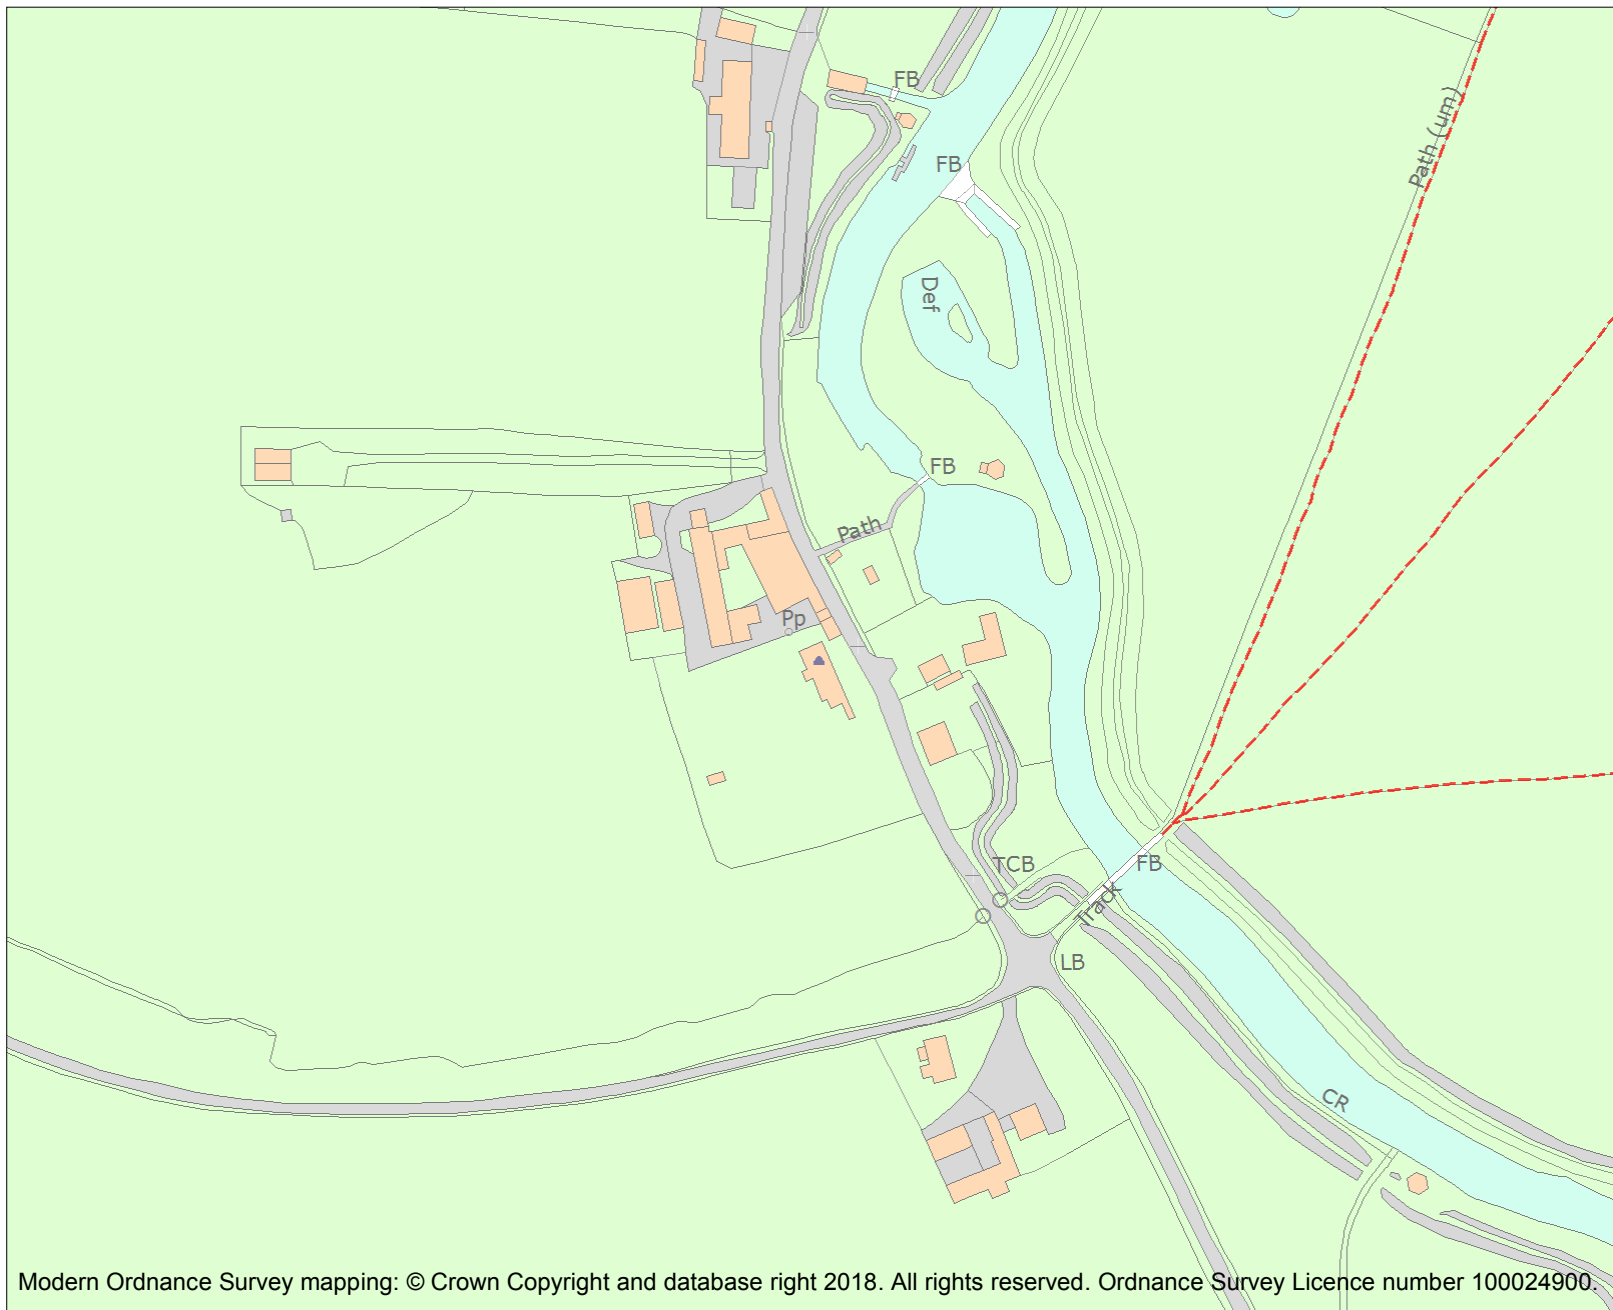 FB
Path (um)
FB
Def
FB
Path
Pp
TCB
FB
Track
LB
CR
Modern Ordnance Survey mapping: © Crown Copyright and database right 2018. All rights reserved. Ordnance Survey Licence number 100024900.